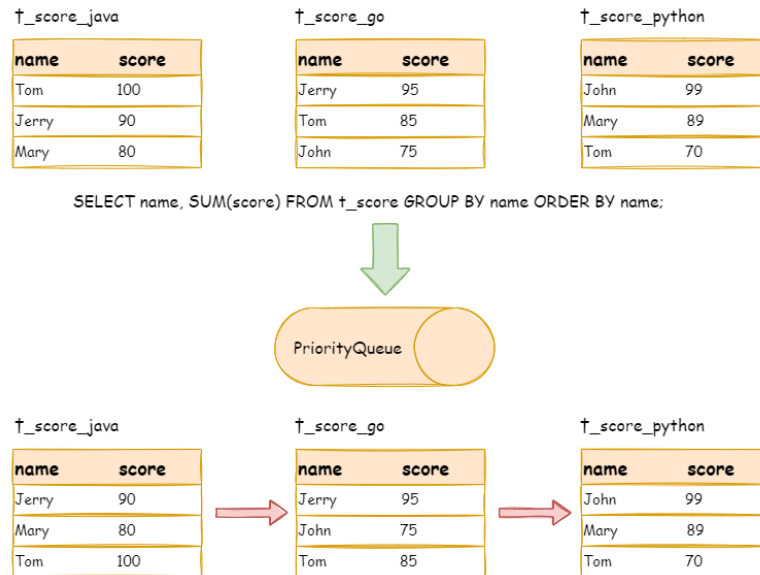 t_score_java t_score_go t_score_python
name score name score name score
Tom 100 Jerry 95 John 99
Jerry 90 Tom 85 Mary 89
Mary 80 John 75 Tom 70
SELECT name, SUM(score) FROM t_score GROUP BY name ORDER BY name;
PriorityQueue
t_score_java t_score_go t_score_python
name score name score name score
Jerry 90 Jerry 95 John 99
Mary 80 John 75 Mary 89
Tom 100 Tom 85 Tom 70